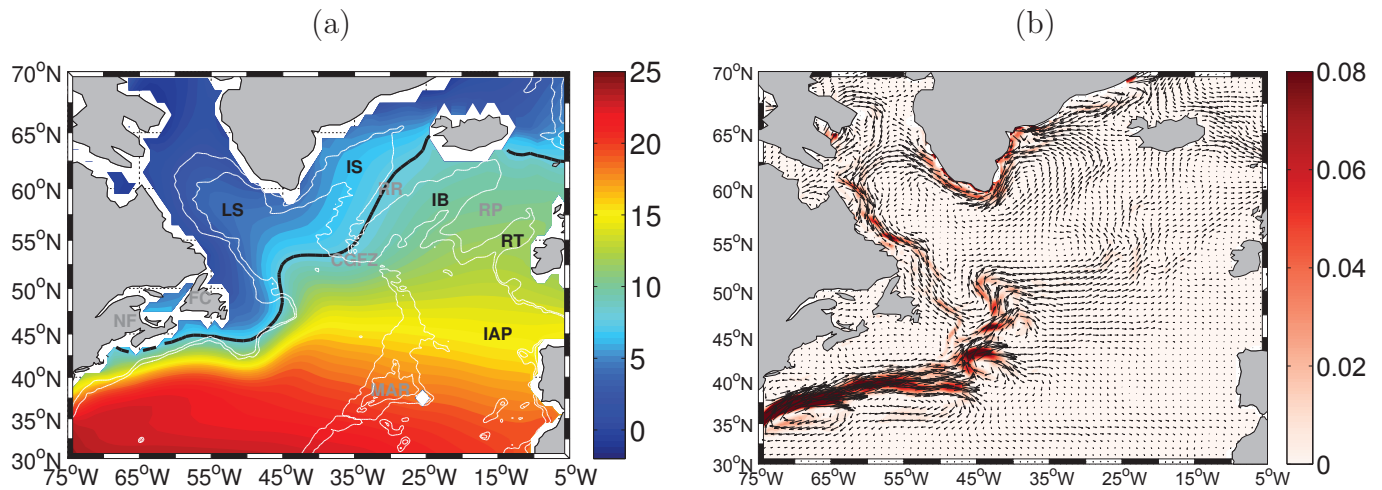 (a)
70°N
65°N
60°N
55°N
50°N
45°N
40°N
35°N
30°N
75°W 65°W 55°W 45°W 35°W 25°W 15°W 5°W
IS
RR
LS
IB
RP
RT
CGFZ
FC
NF
IAP
MAR
25
20
15
10
5
0
(b)
70°N
65°N
60°N
55°N
50°N
45°N
40°N
35°N
30°N
75°W 65°W 55°W 45°W 35°W 25°W 15°W 5°W
0.08
0.06
0.04
0.02
0